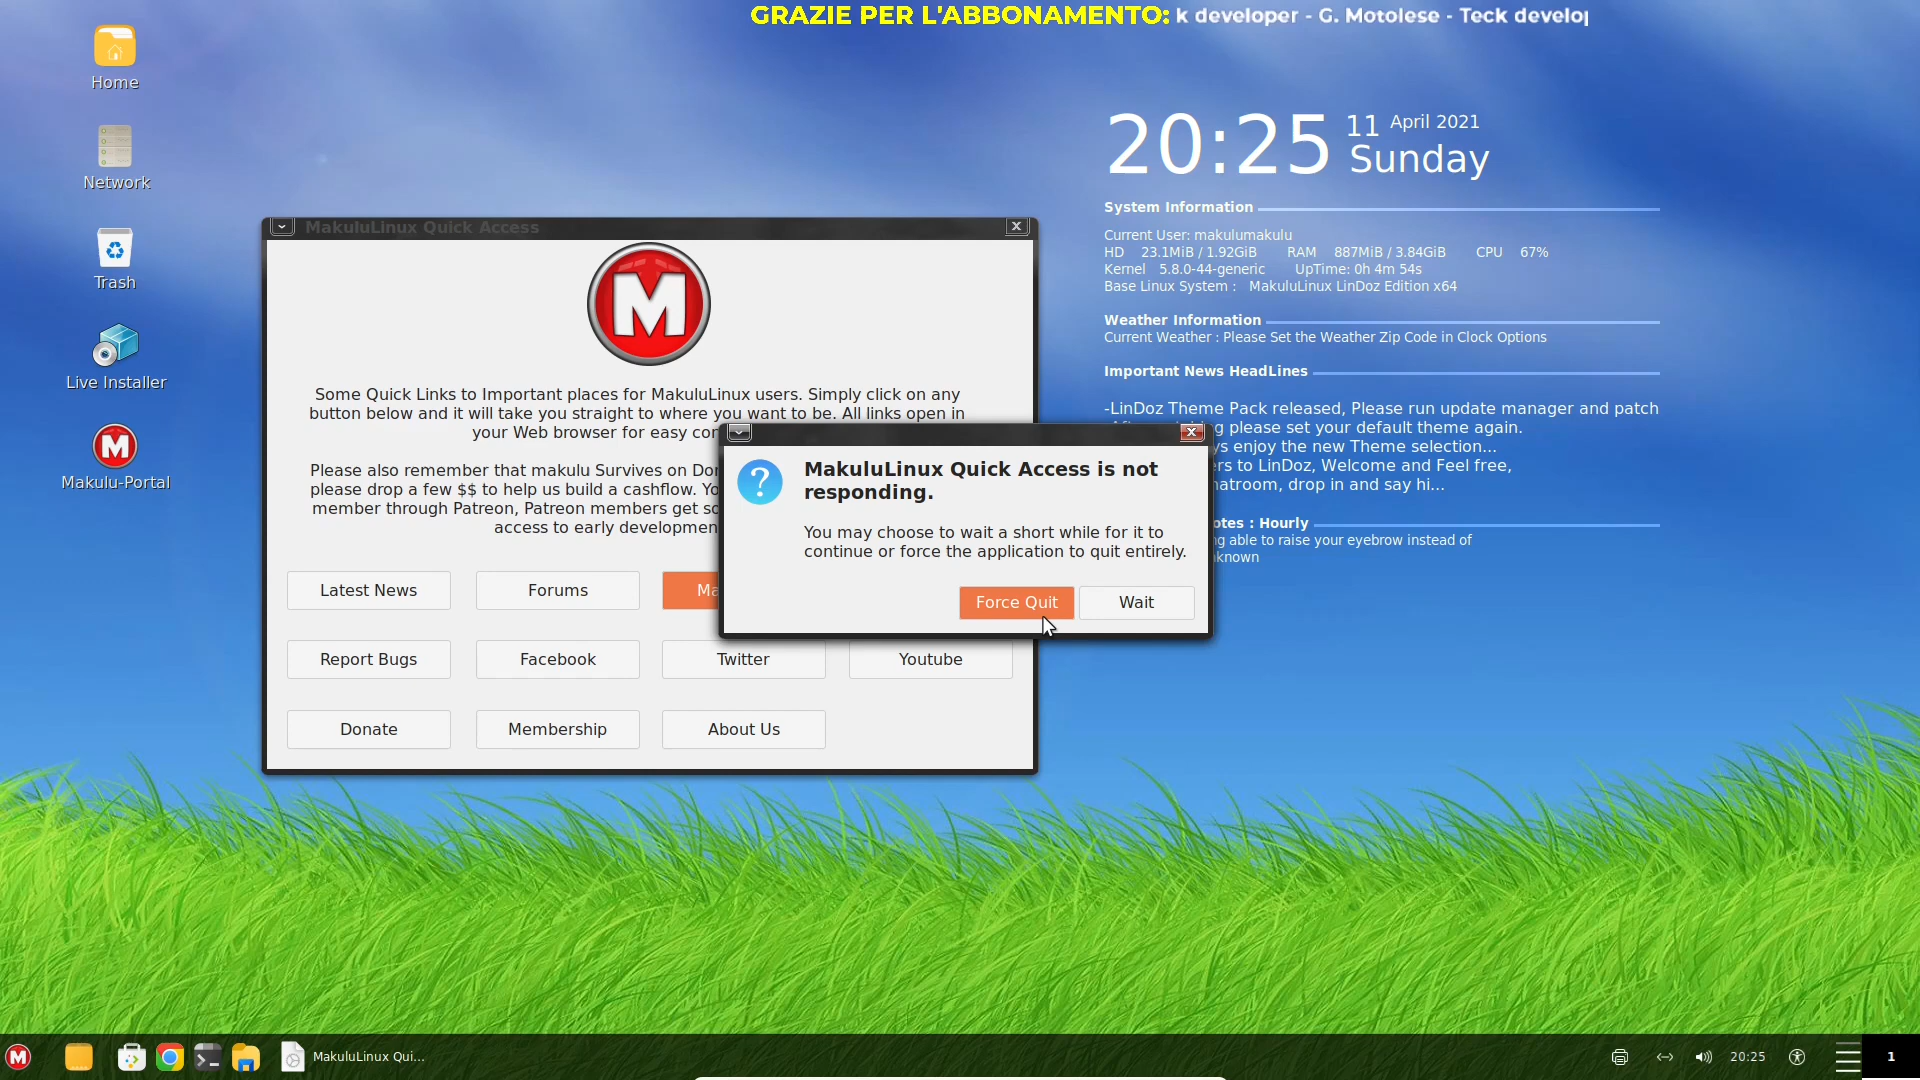 GRAZIE PER L'ABBONAMENTO: k developer - G. Motolese - Teck develop
Home
Network
Trash
Live Installer
Makulu-Portal
20:25 11 April 2021
Sunday
System Information
Current User: makulumakulu
HD 23.1MiB / 1.92GiB RAM 887MiB / 3.84GiB CPU 67%
Kernel 5.8.0-44-generic UpTime: 0h 4m 54s
Base Linux System : MakuluLinux LinDoz Edition x64
Weather Information
Current Weather : Please Set the Weather Zip Code in Clock Options
Important News HeadLines
-LinDoz Theme Pack released, Please run update manager and patch
g please set your default theme again.
ys enjoy the new Theme selection...
ers to LinDoz, Welcome and Feel free,
hatroom, drop in and say hi...
otes : Hourly
ng able to raise your eyebrow instead of
known
MakuluLinux Quick Access
M
Some Quick Links to Important places for MakuluLinux users. Simply click on any
button below and it will take you straight to where you want to be. All links open in
your Web browser for easy con
Please also remember that makulu Survives on Do
please drop a few $$ to help us build a cashflow. Yo
member through Patreon, Patreon members get so
access to early developmen
Latest News
Forums
Ma
Report Bugs
Facebook
Twitter
Youtube
Donate
Membership
About Us
MakuluLinux Quick Access is not
responding.
You may choose to wait a short while for it to
continue or force the application to quit entirely.
Force Quit
Wait
MakuluLinux Qui...
20:25
1